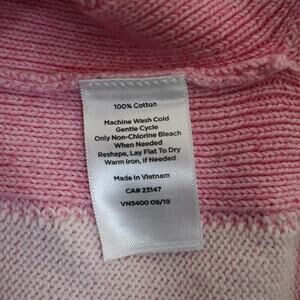 100% Cotton
Machine Wash Cold
Gentle Cycle
Only Non-Chlorine Bleach
When Needed
Reshape, Lay Flat To Dry
Warm Iron, if Needed
Made in Vietnam
CA# 23147
VNS400 09/19